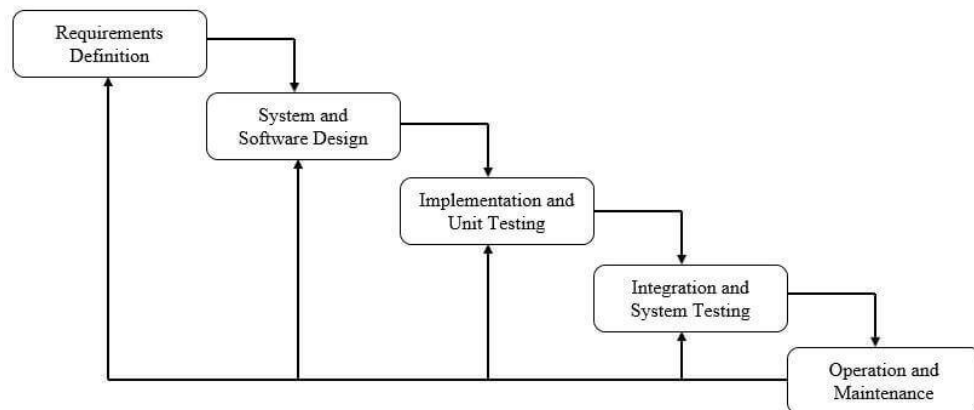 Requirements
Definition
System and
Software Design
Implementation and
Unit Testing
Integration and
System Testing
Operation and
Maintenance